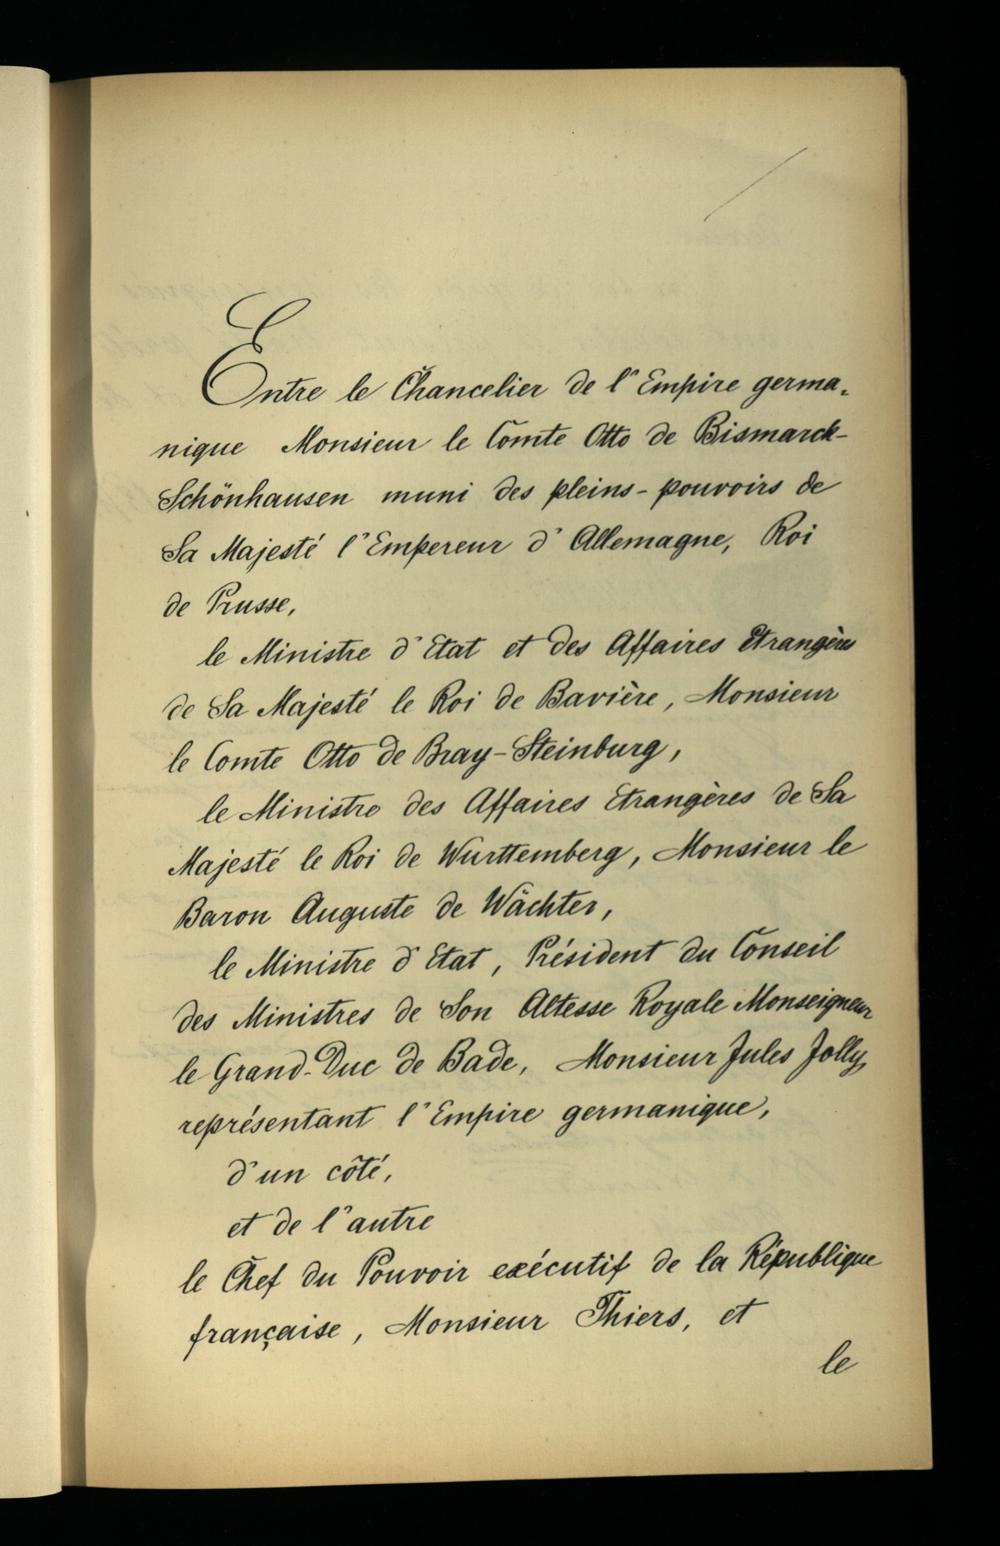 Entre le Chancelier de l'Empire germa-
nique Monsieur le Comte Otto de Bismarck-
Schönhausen muni des pleins-pouvoirs de
Sa Majesté l'Empereur d'Allemagne, Roi
de Prusse,
le Ministre d'Etat et des Affaires Etrangères
de Sa Majesté le Roi de Bavière, Monsieur
le Comte Otto de Bray-Steinburg,
le Ministre des Affaires Etrangères de Sa
Majesté le Roi de Wurttemberg, Monsieur le
Baron Auguste de Wächter,
le Ministre d'Etat, Président du Conseil
des Ministres de Son Altesse Royale Monseigneur
le Grand-Duc de Bade, Monsieur Jules Jolly,
représentant l'Empire germanique,
d'un côté,
et de l'autre
le Chef du Pouvoir exécutif de la République
française, Monsieur Thiers, et
le